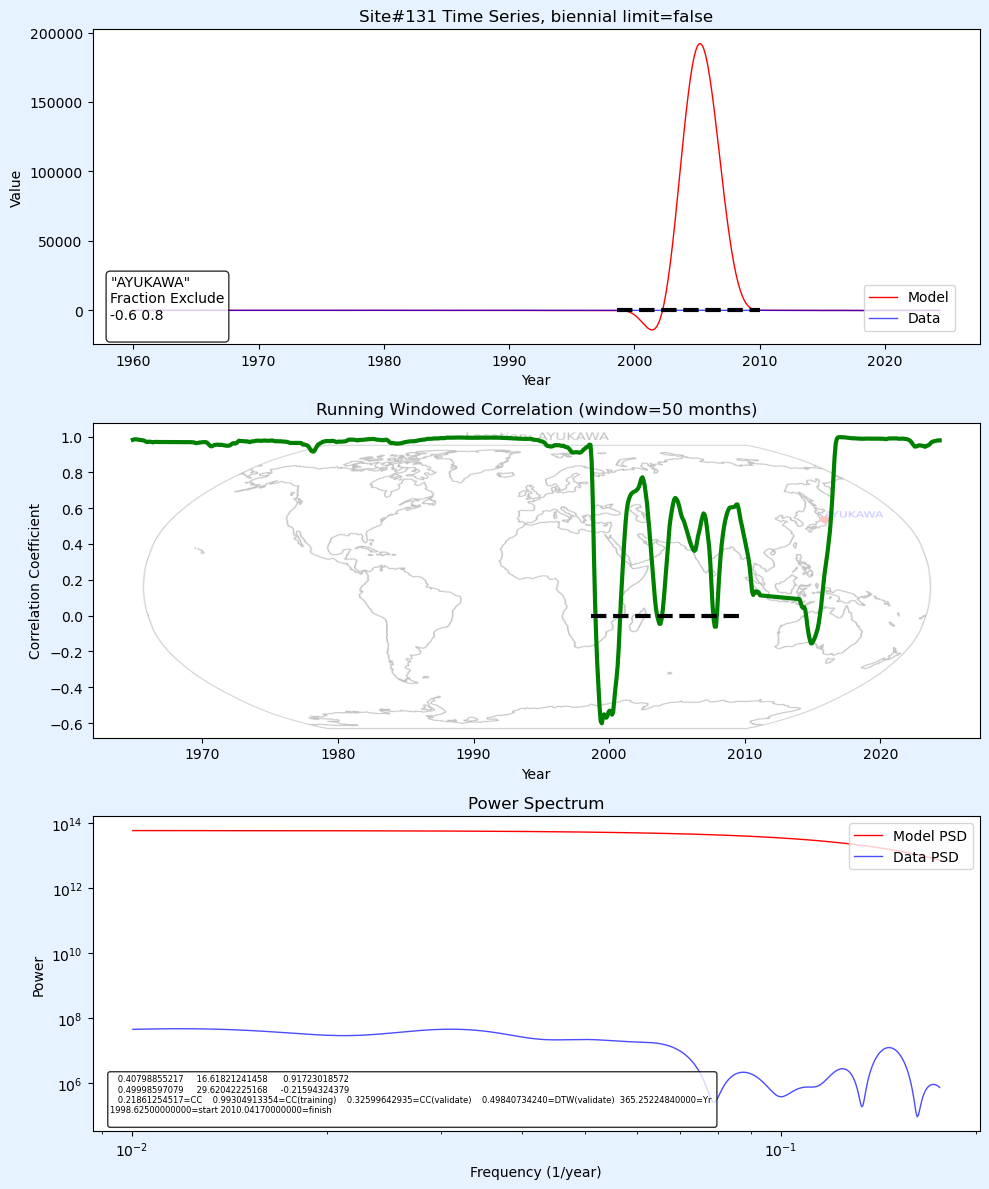 Site#131 Time Series, biennial limit=false
200000
150000
100000
50000
0
Value
"AYUKAWA"
Fraction Exclude
-0.6 0.8
Model
Data
1960 1970 1980 1990 2000 2010 2020
Year
Running Windowed Correlation (window=50 months)
Location: AYUKAWA
AYUKAWA
1.0
0.8
0.6
0.4
0.2
0.0
−0.2
−0.4
−0.6
Correlation Coefficient
1970 1980 1990 2000 2010 2020
Year
Power Spectrum
10^14
10^12
10^10
10^8
10^6
Power
Model PSD
Data PSD
0.40798855217 16.61821241458 0.91723018572
0.49998597079 29.62042225168 -0.21594324379
0.21861254517=CC 0.99304913354=CC(training) 0.32599642935=CC(validate) 0.49840734240=DTW(validate) 365.25224840000=Yr
1998.62500000000=start 2010.04170000000=finish
10^−2 10^−1
Frequency (1/year)